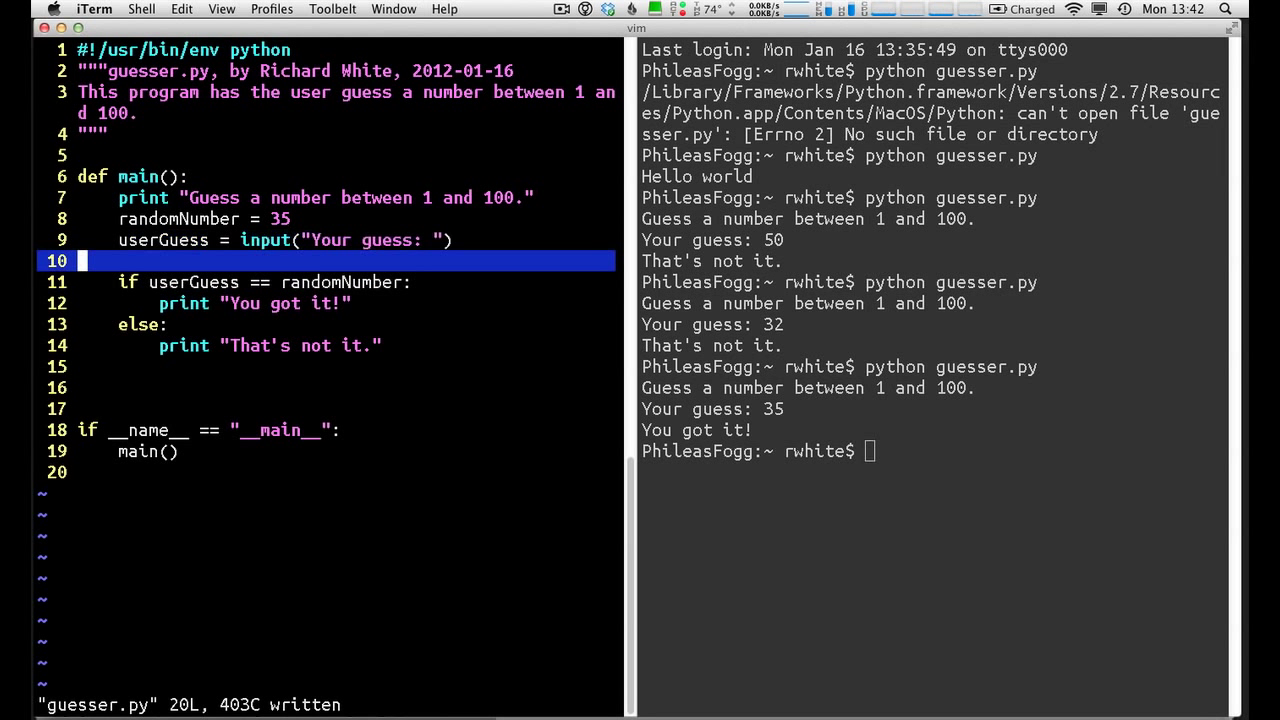 iTerm Shell Edit View Profiles Toolbelt Window Help 74° 0.0KB/s 0.0KB/s Charged Mon 13:42
vim
1 #!/usr/bin/env python
2 """guesser.py, by Richard White, 2012-01-16
3 This program has the user guess a number between 1 an
d 100.
4 """
5
6 def main():
7 print "Guess a number between 1 and 100."
8 randomNumber = 35
9 userGuess = input("Your guess: ")
10
11 if userGuess == randomNumber:
12 print "You got it!"
13 else:
14 print "That's not it."
15
16
17
18 if __name__ == "__main__":
19 main()
20
~
~
~
~
~
~
~
~
~
~
"guesser.py" 20L, 403C written
Last login: Mon Jan 16 13:35:49 on ttys000
PhileasFogg:~ rwhite$ python guesser.py
/Library/Frameworks/Python.framework/Versions/2.7/Resourc
es/Python.app/Contents/MacOS/Python: can't open file 'gue
sser.py': [Errno 2] No such file or directory
PhileasFogg:~ rwhite$ python guesser.py
Hello world
PhileasFogg:~ rwhite$ python guesser.py
Guess a number between 1 and 100.
Your guess: 50
That's not it.
PhileasFogg:~ rwhite$ python guesser.py
Guess a number between 1 and 100.
Your guess: 32
That's not it.
PhileasFogg:~ rwhite$ python guesser.py
Guess a number between 1 and 100.
Your guess: 35
You got it!
PhileasFogg:~ rwhite$